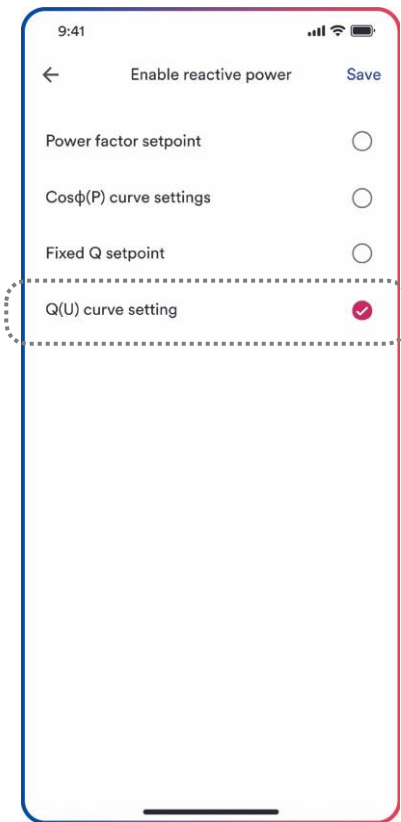 9:41
Enable reactive power Save
Power factor setpoint
Cosϕ(P) curve settings
Fixed Q setpoint
Q(U) curve setting